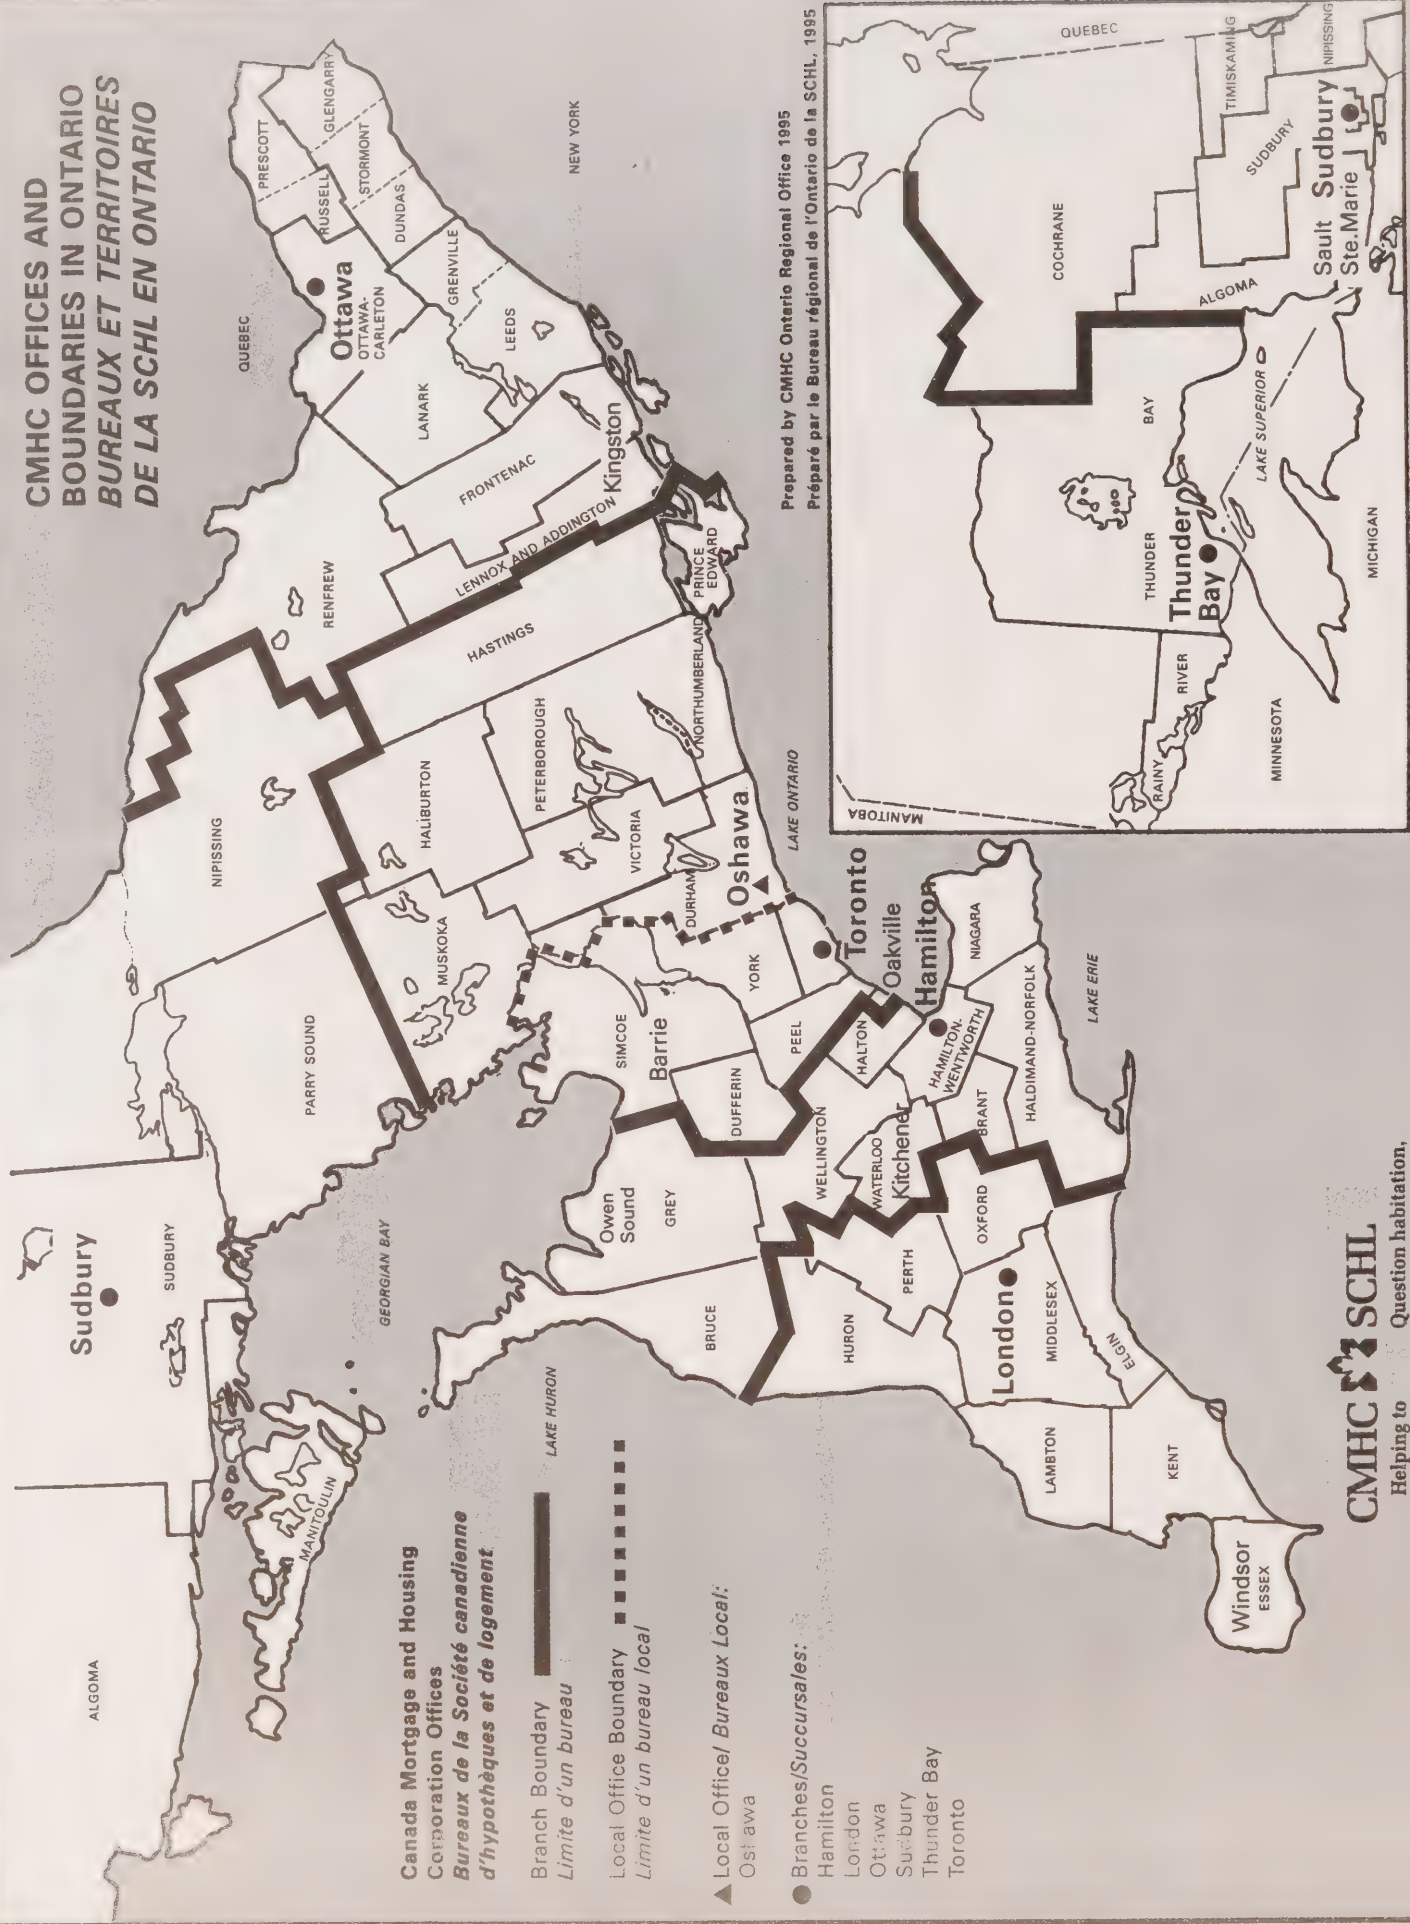 CMHC OFFICES AND
BOUNDARIES IN ONTARIO
BUREAUX ET TERRITOIRES
DE LA SCHL EN ONTARIO
ALGOMA
Sudbury
SUDBURY
MANITOULIN
PARRY SOUND
NIPISSING
RENFREW
QUEBEC
PRESCOTT
GLENGARRY
RUSSELL
STORMONT
DUNDAS
Ottawa
OTTAWA-
CARLETON
GRENVILLE
LEEDS
LANARK
FRONTENAC
Kingston
LENNOX AND ADDINGTON
PRINCE
EDWARD
HASTINGS
NORTHUMBERLAND
PETERBOROUGH
HALIBURTON
VICTORIA
MUSKOKA
DURHAM
Oshawa
NEW YORK
LAKE ONTARIO
GEORGIAN BAY
LAKE HURON
SIMCOE
Barrie
YORK
Toronto
PEEL
Oakville
HALTON
Hamilton
HAMILTON-
WENTWORTH
NIAGARA
HALDIMAND-NORFOLK
LAKE ERIE
DUFFERIN
Owen
Sound
GREY
BRUCE
WELLINGTON
WATERLOO
Kitchener
BRANT
HURON
PERTH
OXFORD
London
MIDDLESEX
ELGIN
LAMBTON
KENT
Windsor
ESSEX
Canada Mortgage and Housing
Corporation Offices
Bureaux de la Société canadienne
d'hypothèques et de logement
Branch Boundary
Limite d'un bureau
Local Office Boundary
Limite d'un bureau local
Local Office/ Bureaux Local:
Osh awa
Branches/Succursales:
Hamilton
London
Ottawa
Sudbury
Thunder Bay
Toronto
Prepared by CMHC Ontario Regional Office 1995
Préparé par le Bureau régional de l'Ontario de la SCHL, 1995
MANITOBA
QUEBEC
COCHRANE
TIMISKAMING
NIPISSING
SUDBURY
Sudbury
Sault
Ste.Marie
ALGOMA
THUNDER
BAY
Thunder
Bay
RAINY
RIVER
LAKE SUPERIOR
MINNESOTA
MICHIGAN
CMHC SCHL
Helping to
Question habitation,